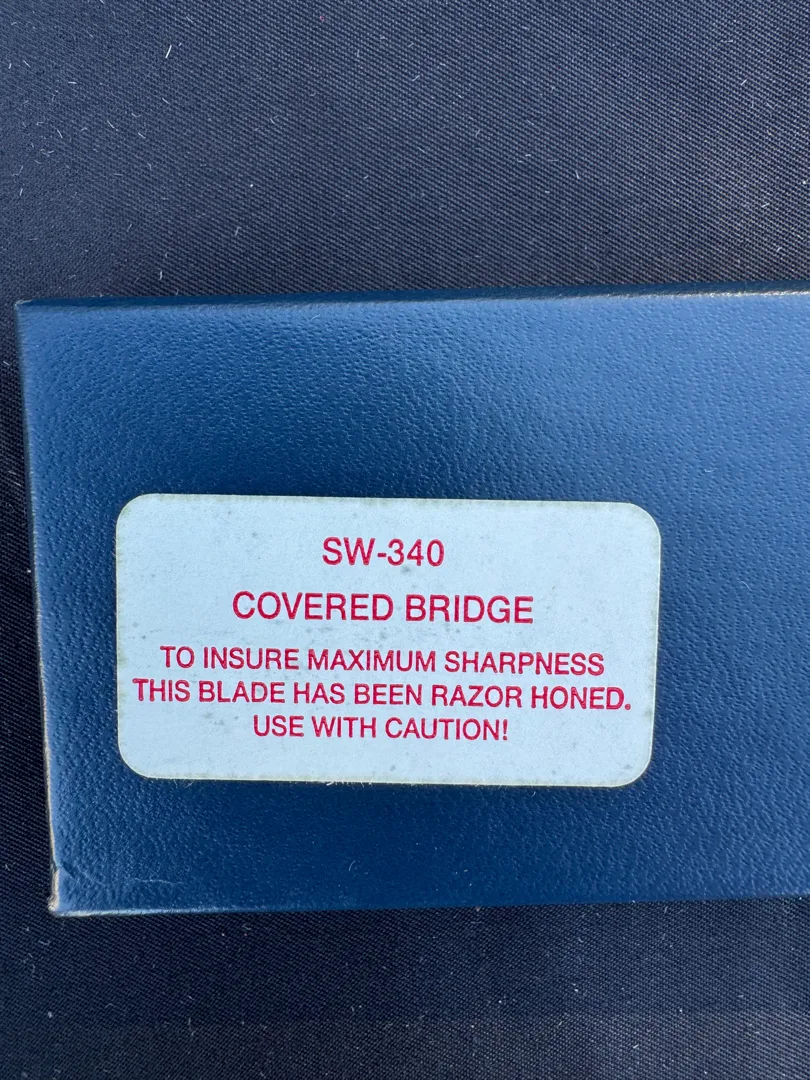 SW-340
COVERED BRIDGE
TO INSURE MAXIMUM SHARPNESS
THIS BLADE HAS BEEN RAZOR HONED.
USE WITH CAUTION!